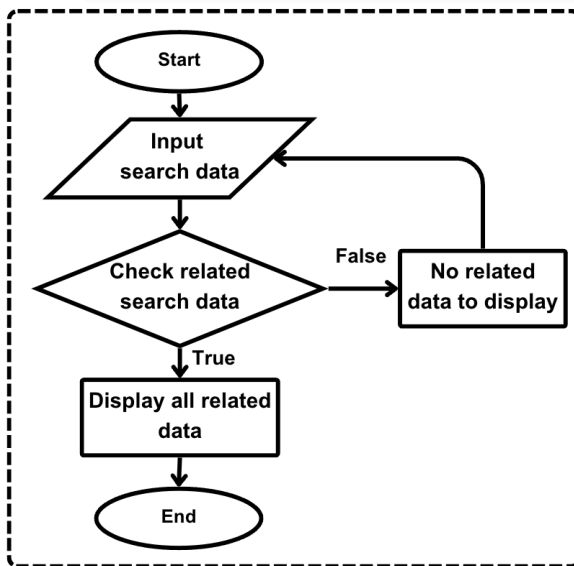 Start
Input
search data
Check related
search data
False
No related
data to display
True
Display all related
data
End